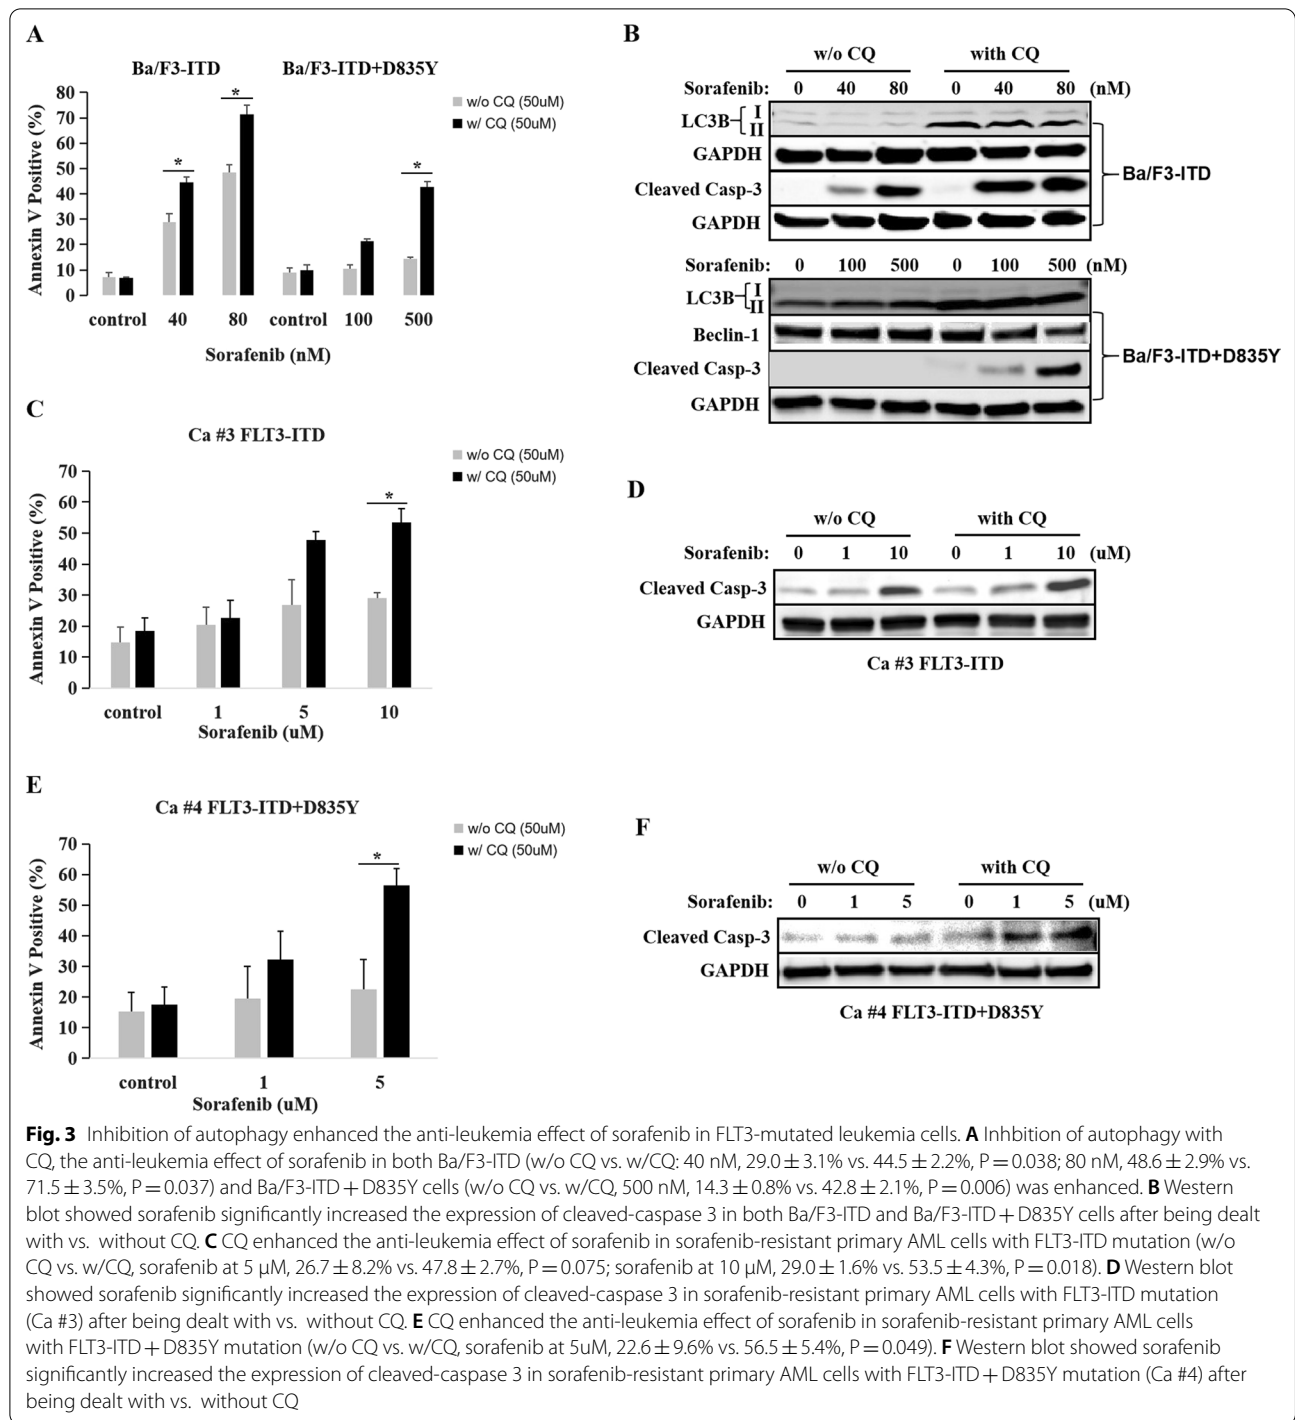 A
Ba/F3-ITD
Ba/F3-ITD+D835Y
w/o CQ (50uM)
w/ CQ (50uM)
Annexin V Positive (%)
80
70
60
50
40
30
20
10
0
*
*
*
control
40
80
control
100
500
Sorafenib (nM)
B
w/o CQ
with CQ
Sorafenib: 0 40 80 0 40 80 (nM)
LC3B
I
II
GAPDH
Cleaved Casp-3
GAPDH
Ba/F3-ITD
Sorafenib: 0 100 500 0 100 500 (nM)
LC3B
I
II
Beclin-1
Cleaved Casp-3
GAPDH
Ba/F3-ITD+D835Y
C
Ca #3 FLT3-ITD
w/o CQ (50uM)
w/ CQ (50uM)
Annexin V Positive (%)
70
60
50
40
30
20
10
0
*
control
1
5
10
Sorafenib (uM)
D
w/o CQ
with CQ
Sorafenib: 0 1 10 0 1 10 (uM)
Cleaved Casp-3
GAPDH
Ca #3 FLT3-ITD
E
Ca #4 FLT3-ITD+D835Y
w/o CQ (50uM)
w/ CQ (50uM)
Annexin V Positive (%)
70
60
50
40
30
20
10
0
*
control
1
5
Sorafenib (uM)
F
w/o CQ
with CQ
Sorafenib: 0 1 5 0 1 5 (uM)
Cleaved Casp-3
GAPDH
Ca #4 FLT3-ITD+D835Y
Fig. 3 Inhibition of autophagy enhanced the anti-leukemia effect of sorafenib in FLT3-mutated leukemia cells. A Inhbition of autophagy with
CQ, the anti-leukemia effect of sorafenib in both Ba/F3-ITD (w/o CQ vs. w/CQ: 40 nM, 29.0 ± 3.1% vs. 44.5 ± 2.2%, P = 0.038; 80 nM, 48.6 ± 2.9% vs.
71.5 ± 3.5%, P = 0.037) and Ba/F3-ITD + D835Y cells (w/o CQ vs. w/CQ, 500 nM, 14.3 ± 0.8% vs. 42.8 ± 2.1%, P = 0.006) was enhanced. B Western
blot showed sorafenib significantly increased the expression of cleaved-caspase 3 in both Ba/F3-ITD and Ba/F3-ITD + D835Y cells after being dealt
with vs. without CQ. C CQ enhanced the anti-leukemia effect of sorafenib in sorafenib-resistant primary AML cells with FLT3-ITD mutation (w/o
CQ vs. w/CQ, sorafenib at 5 μM, 26.7 ± 8.2% vs. 47.8 ± 2.7%, P = 0.075; sorafenib at 10 μM, 29.0 ± 1.6% vs. 53.5 ± 4.3%, P = 0.018). D Western blot
showed sorafenib significantly increased the expression of cleaved-caspase 3 in sorafenib-resistant primary AML cells with FLT3-ITD mutation
(Ca #3) after being dealt with vs. without CQ. E CQ enhanced the anti-leukemia effect of sorafenib in sorafenib-resistant primary AML cells
with FLT3-ITD + D835Y mutation (w/o CQ vs. w/CQ, sorafenib at 5uM, 22.6 ± 9.6% vs. 56.5 ± 5.4%, P = 0.049). F Western blot showed sorafenib
significantly increased the expression of cleaved-caspase 3 in sorafenib-resistant primary AML cells with FLT3-ITD + D835Y mutation (Ca #4) after
being dealt with vs. without CQ